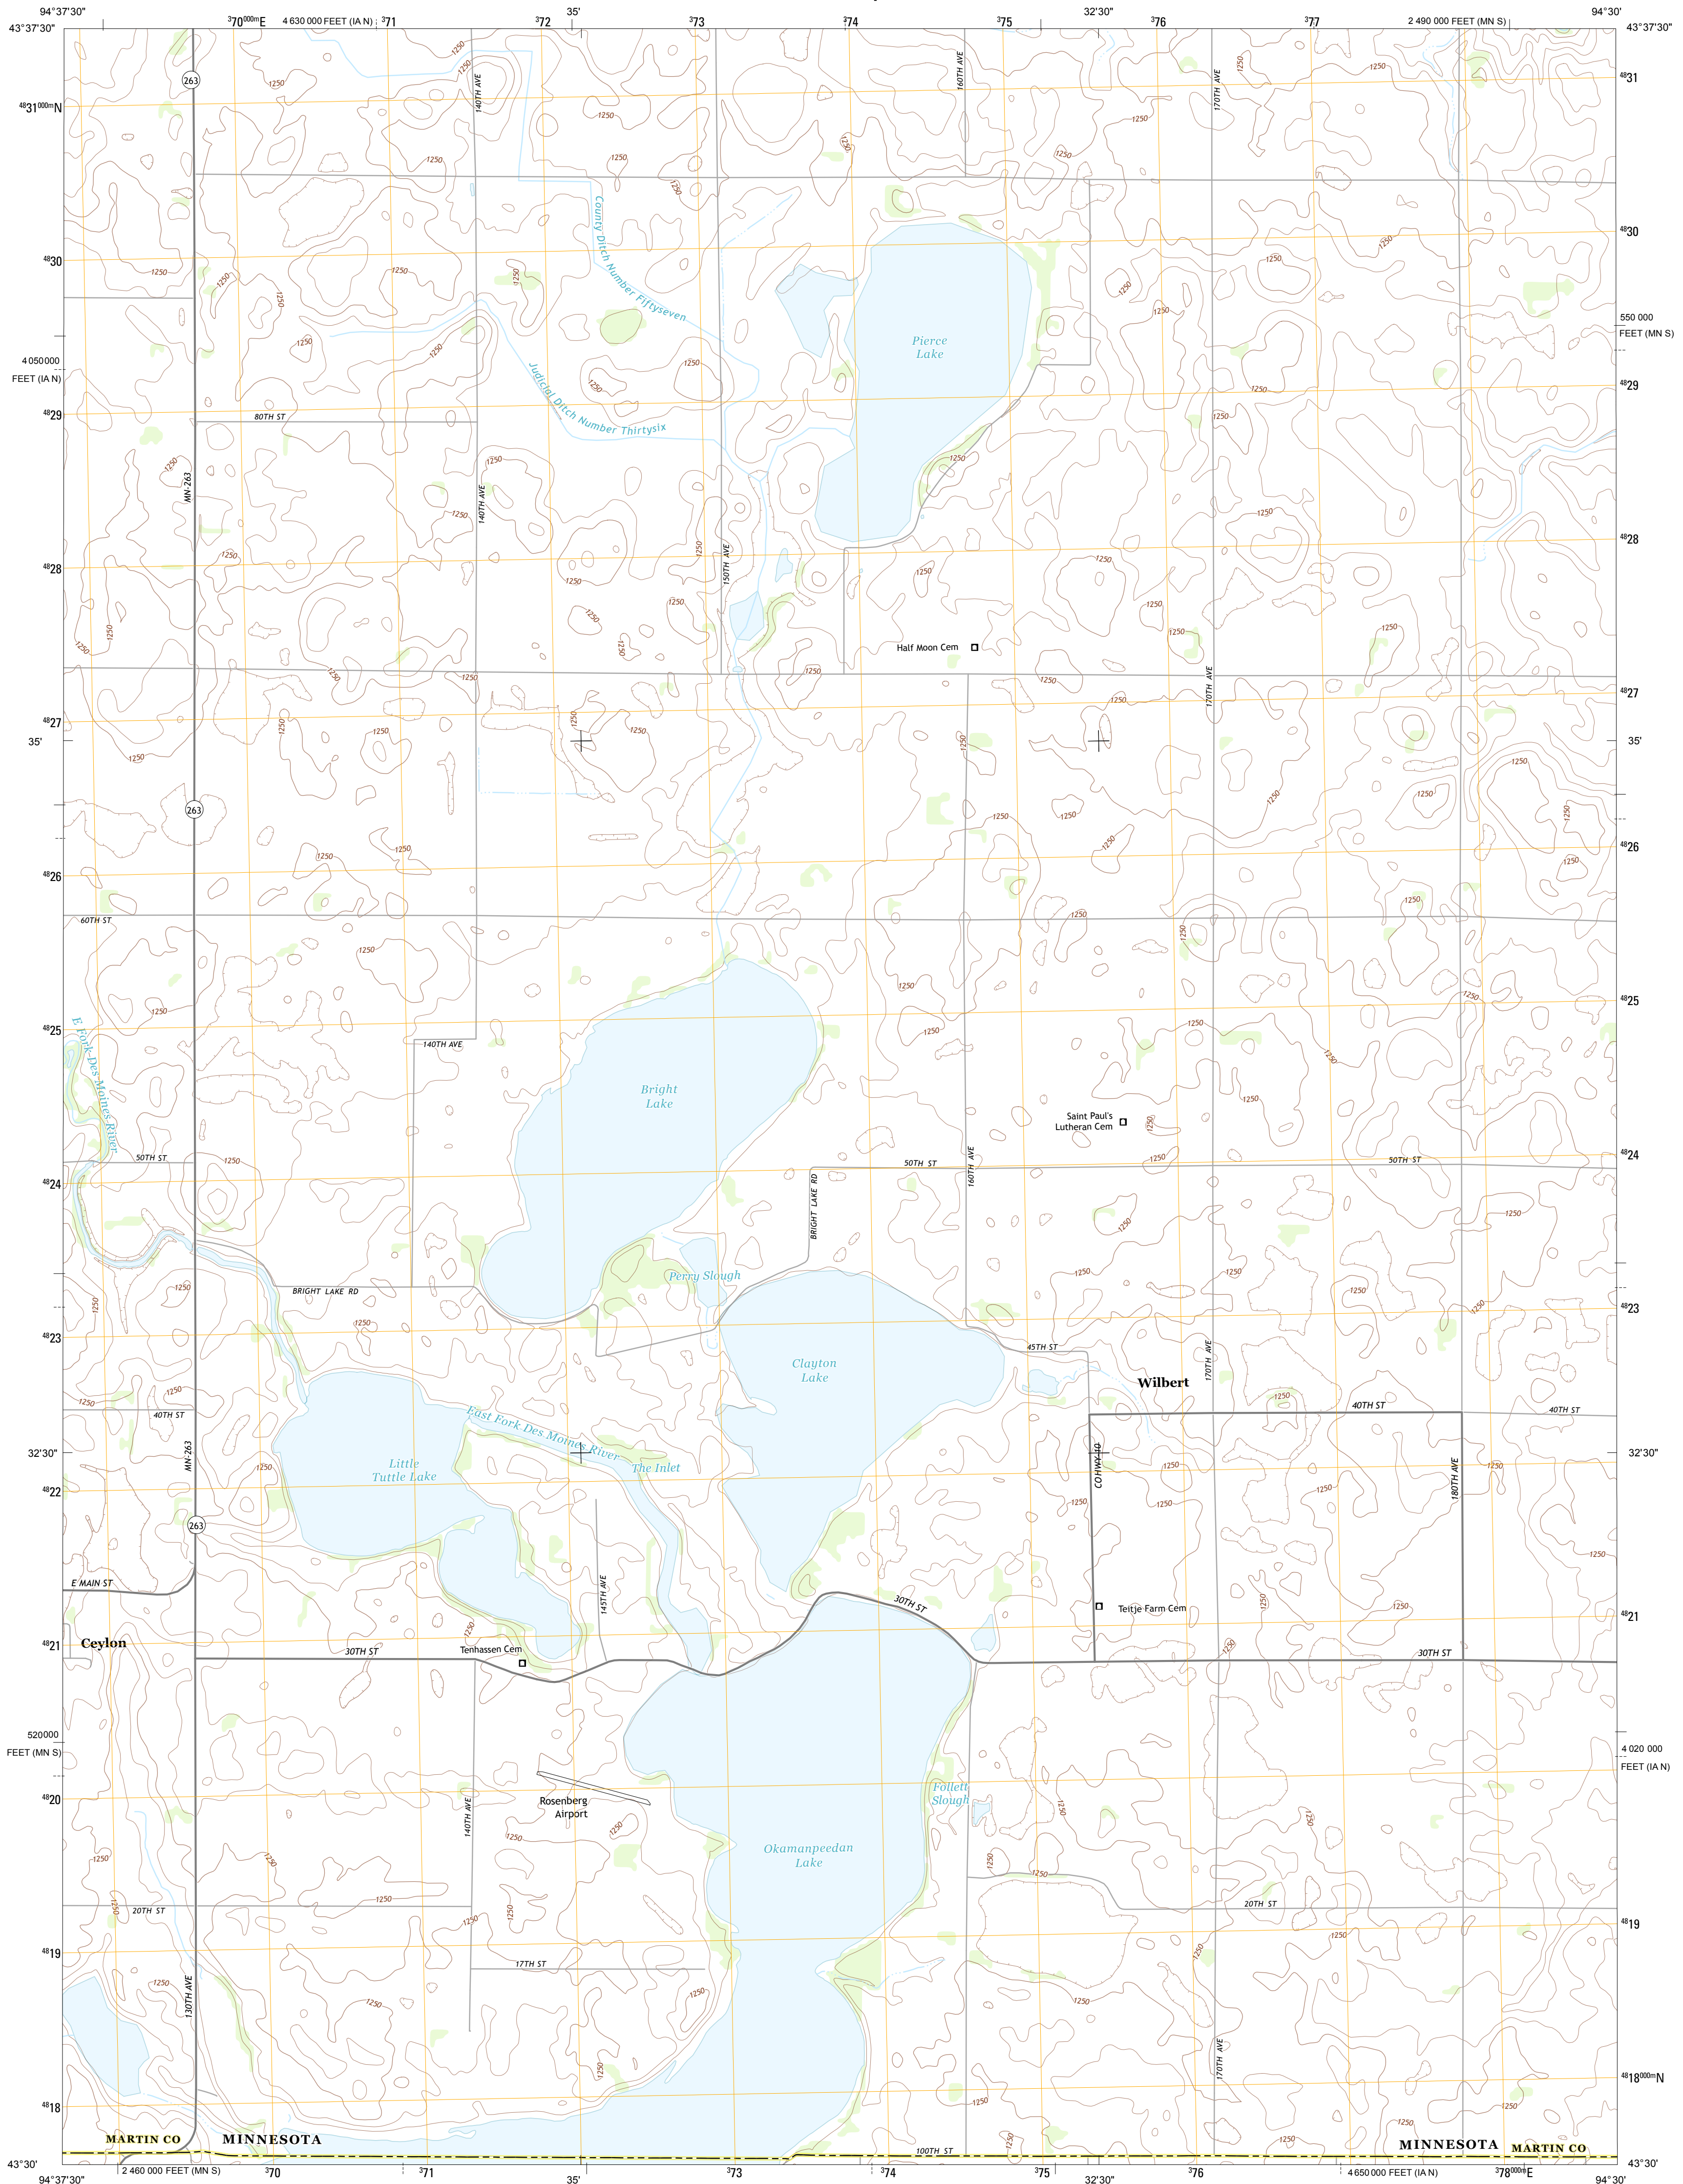 94°37'30" ³70⁰⁰⁰ᵐE 4 630 000 FEET (IA N) ³71 ³72 35' ³73 ³74 ³75 32'30" ³76 ³77 2 490 000 FEET (MN S) 94°30'
43°37'30" 43°37'30"
263
140TH AVE
160TH AVE
170TH AVE
⁴⁸31
⁴⁸31⁰⁰⁰ᵐN
County Ditch Number Fiftyseven
⁴⁸30
⁴⁸30
550 000
FEET (MN S)
Pierce
Lake
4 050000
FEET (IA N)
Judicial Ditch Number Thirtysix
⁴⁸29
⁴⁸29
80TH ST
MN-263
140TH AVE
150TH AVE
⁴⁸28
⁴⁸28
Half Moon Cem
170TH AVE
⁴⁸27
⁴⁸27
35' 35'
263
⁴⁸26
⁴⁸26
60TH ST
⁴⁸25
⁴⁸25
E Fork Des Moines River
140TH AVE
Bright
Lake
Saint Paul's
Lutheran Cem
50TH ST
50TH ST
50TH ST
160TH AVE
BRIGHT LAKE RD
⁴⁸24
⁴⁸24
Perry Slough
BRIGHT LAKE RD
⁴⁸23
⁴⁸23
45TH ST
Clayton
Lake
170TH AVE
Wilbert
40TH ST
40TH ST
40TH ST
East Fork Des Moines River
MN-263
32'30" 32'30"
CO HWY 10
180TH AVE
The Inlet
Little
Tuttle Lake
⁴⁸22
⁴⁸22
263
E MAIN ST
145TH AVE
30TH ST
Teitje Farm Cem
⁴⁸21
⁴⁸21
Ceylon
Tenhassen Cem
30TH ST
30TH ST
520000
FEET (MN S)
4 020 000
FEET (IA N)
Follett
Slough
⁴⁸20
⁴⁸20
Rosenberg
Airport
140TH AVE
Okamanpeedan
Lake
20TH ST
20TH ST
⁴⁸19
⁴⁸19
17TH ST
130TH AVE
170TH AVE
⁴⁸18⁰⁰⁰ᵐN
⁴⁸18
MARTIN CO MINNESOTA
100TH ST
MINNESOTA MARTIN CO
43°30' 43°30'
94°37'30" 2 460 000 FEET (MN S) ³70 ³71 35' ³73 ³74 ³75 32'30" ³76 4 650 000 FEET (IA N) ³78⁰⁰⁰ᵐE 94°30'
1250